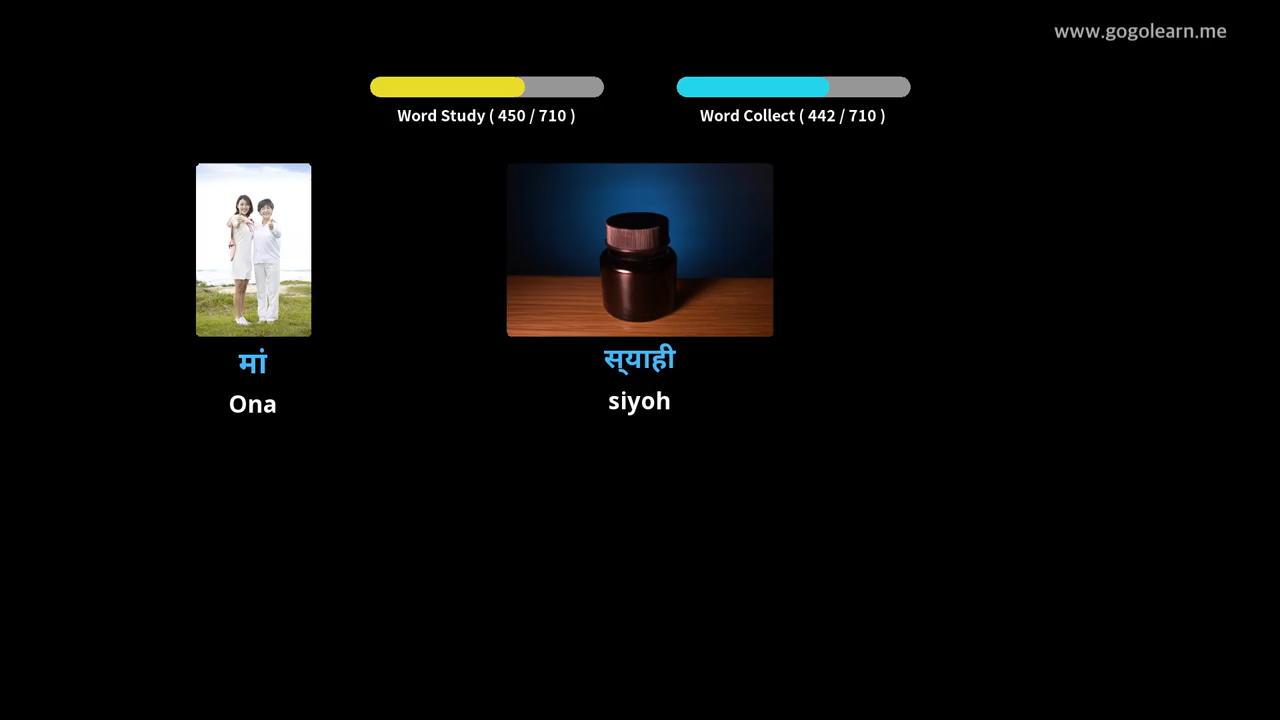 www.gogolearn.me
Word Study ( 450 / 710 )
Word Collect ( 442 / 710 )
मां
Ona
स्याही
siyoh